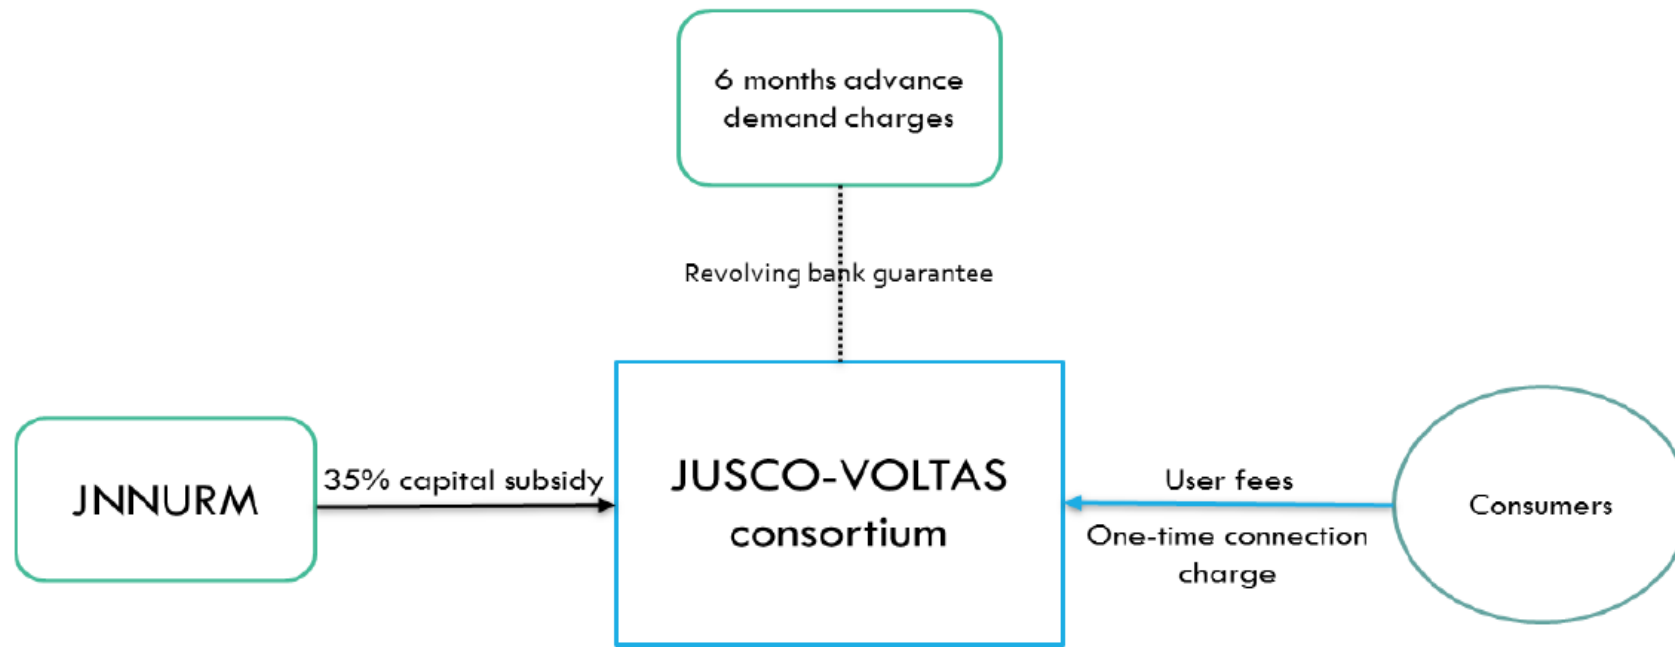 6 months advance
demand charges
Revolving bank guarantee
JNNURM
35% capital subsidy
JUSCO-VOLTAS
consortium
User fees
One-time connection
charge
Consumers